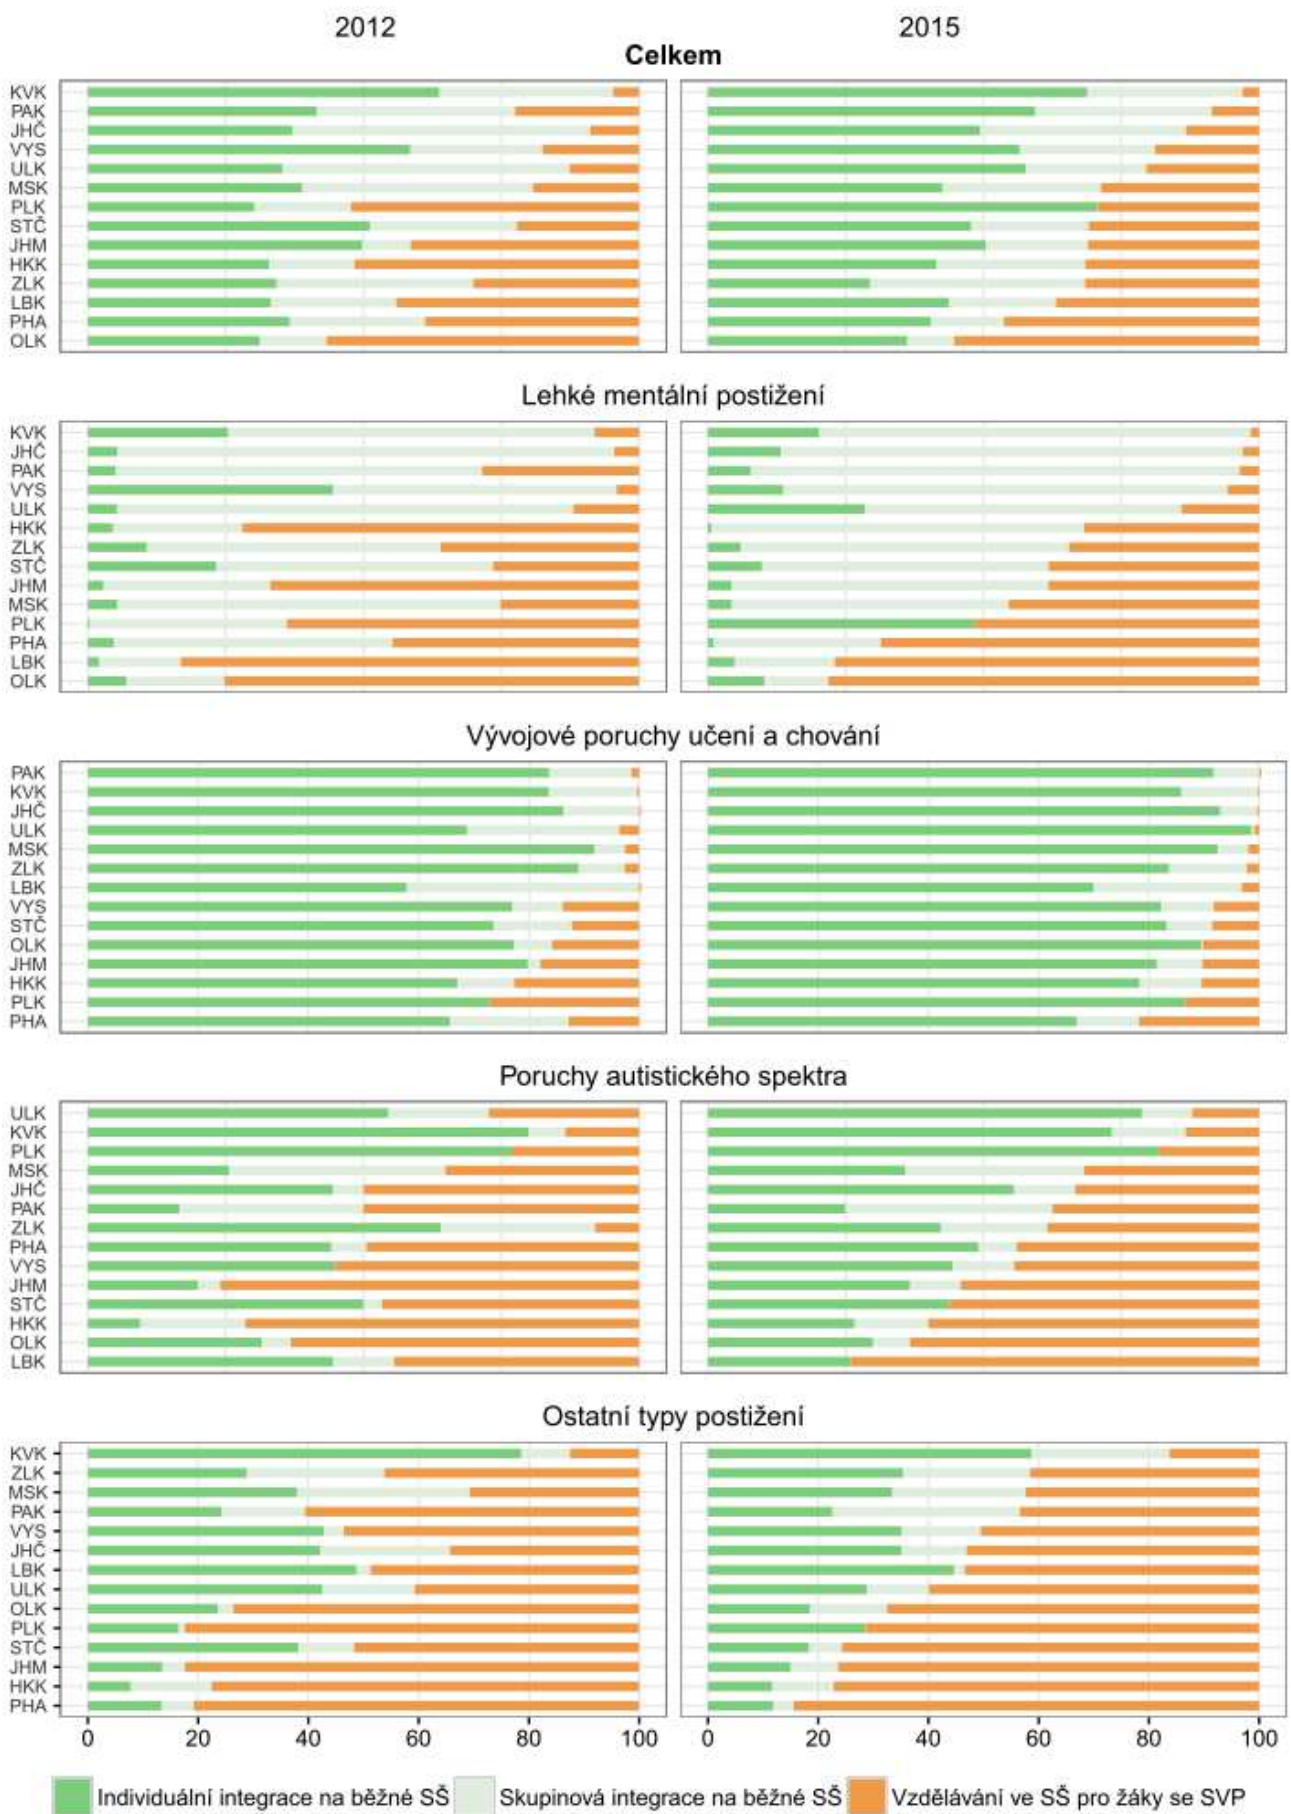 2012 2015
Celkem
KVK
PAK
JHČ
VYS
ULK
MSK
PLK
STČ
JHM
HKK
ZLK
LBK
PHA
OLK
Lehké mentální postižení
KVK
JHČ
PAK
VYS
ULK
HKK
ZLK
STČ
JHM
MSK
PLK
PHA
LBK
OLK
Vývojové poruchy učení a chování
PAK
KVK
JHČ
ULK
MSK
ZLK
LBK
VYS
STČ
OLK
JHM
HKK
PLK
PHA
Poruchy autistického spektra
ULK
KVK
PLK
MSK
JHČ
PAK
ZLK
PHA
VYS
JHM
STČ
HKK
OLK
LBK
Ostatní typy postižení
KVK
ZLK
MSK
PAK
VYS
JHČ
LBK
ULK
OLK
PLK
STČ
JHM
HKK
PHA
0 20 40 60 80 100 0 20 40 60 80 100
Individuální integrace na běžné SŠ Skupinová integrace na běžné SŠ Vzdělávání ve SŠ pro žáky se SVP